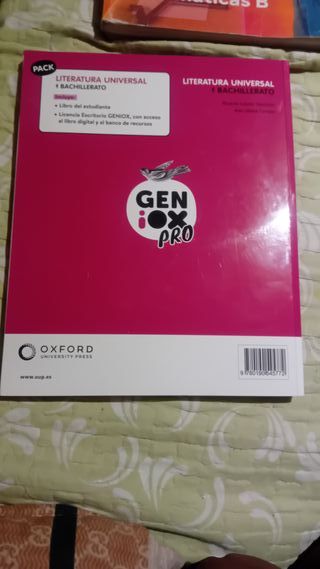 MÁTICAS B
PACK
LITERATURA UNIVERSAL
1 BACHILLERATO
Incluye:
• Libro del estudiante
• Licencia Escritorio GENiOX, con acceso
al libro digital y al banco de recursos
LITERATURA UNIVERSAL
1 BACHILLERATO
GEN
iOX
PRO
OXFORD
UNIVERSITY PRESS
www.oup.es